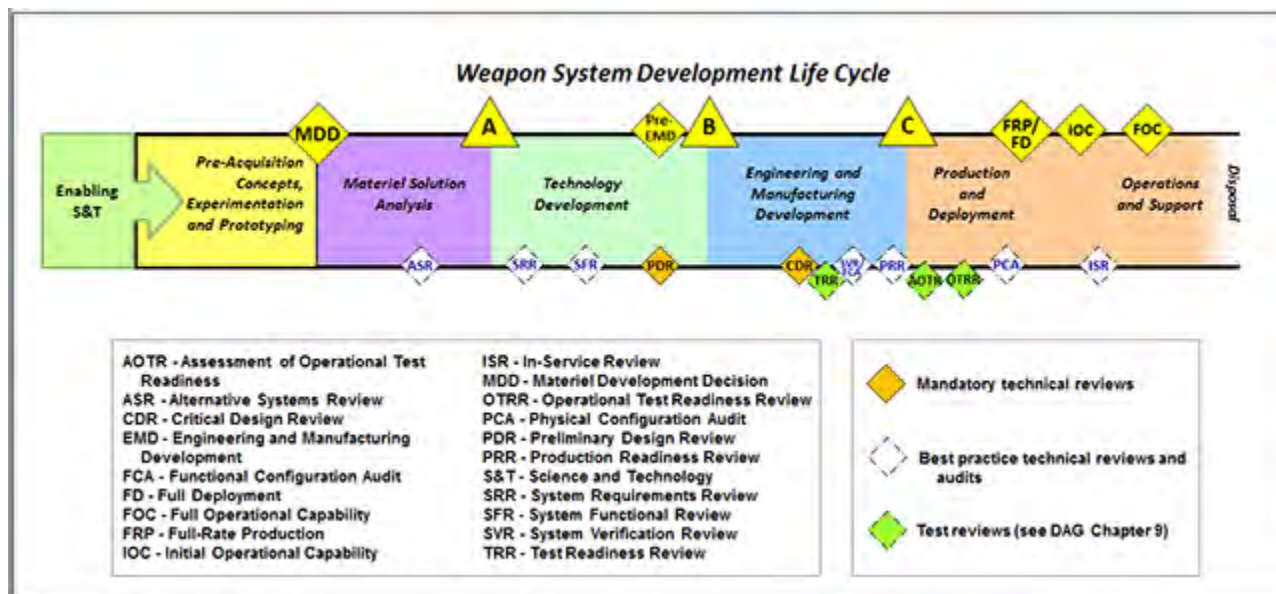 Weapon System Development Life Cycle
MDD
A
Pre-
EMD
B
C
FRP/
FD
IOC
FOC
Enabling
S&T
Pre-Acquisition
Concepts,
Experimentation
and Prototyping
Materiel Solution
Analysis
Technology
Development
Engineering and
Manufacturing
Development
Production
and
Deployment
Operations
and Support
Disposal
ASR
SRR
SFR
PDR
CDR
TRR
SVR
FCA
PRR
AOTR
OTRR
PCA
ISR
AOTR - Assessment of Operational Test
Readiness
ASR - Alternative Systems Review
CDR - Critical Design Review
EMD - Engineering and Manufacturing
Development
FCA - Functional Configuration Audit
FD - Full Deployment
FOC - Full Operational Capability
FRP - Full-Rate Production
IOC - Initial Operational Capability
ISR - In-Service Review
MDD - Materiel Development Decision
OTRR - Operational Test Readiness Review
PCA - Physical Configuration Audit
PDR - Preliminary Design Review
PRR - Production Readiness Review
S&T - Science and Technology
SRR - System Requirements Review
SFR - System Functional Review
SVR - System Verification Review
TRR - Test Readiness Review
Mandatory technical reviews
Best practice technical reviews and
audits
Test reviews (see DAG Chapter 9)